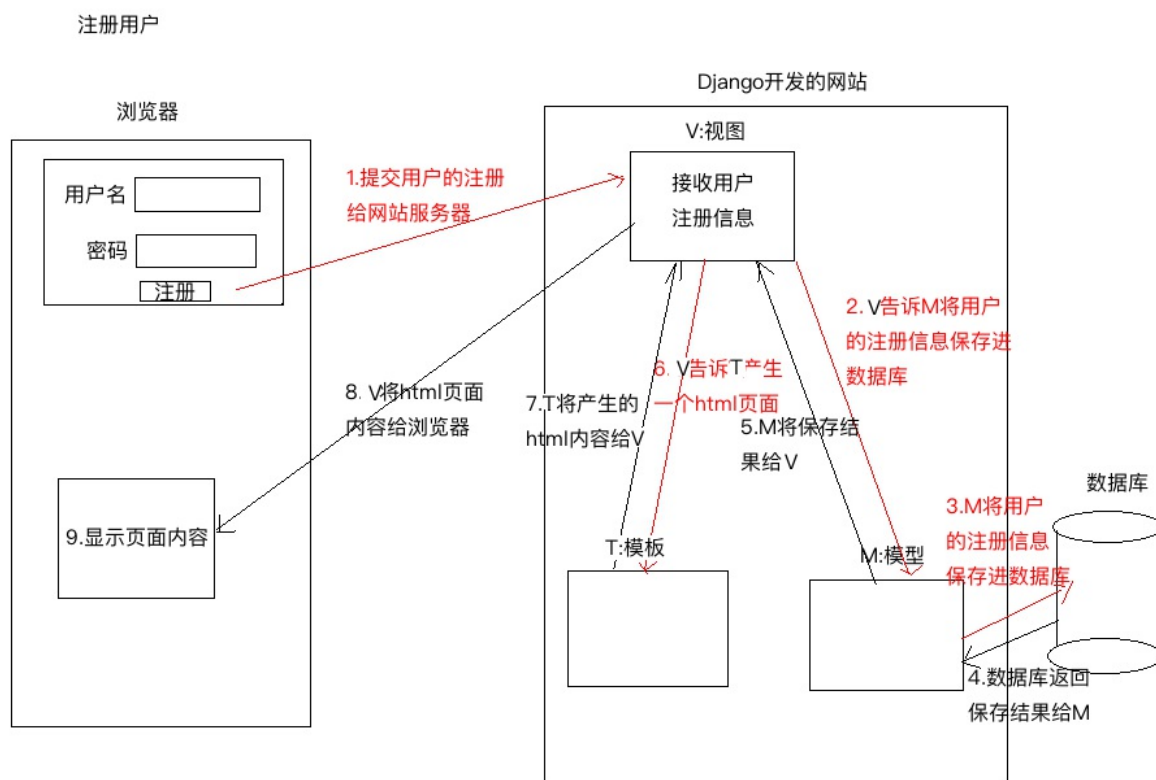 注册用户
Django开发的网站
浏览器
V:视图
用户名
密码
注册
1.提交用户的注册
给网站服务器
接收用户
注册信息
2. V告诉M将用户
的注册信息保存进
数据库
6. V告诉T产生
一个html页面
8. V将html页面
内容给浏览器
7.T将产生的
html内容给V
5.M将保存结
果给V
数据库
3.M将用户
的注册信息
保存进数据库
9.显示页面内容
T:模板
M:模型
4.数据库返回
保存结果给M